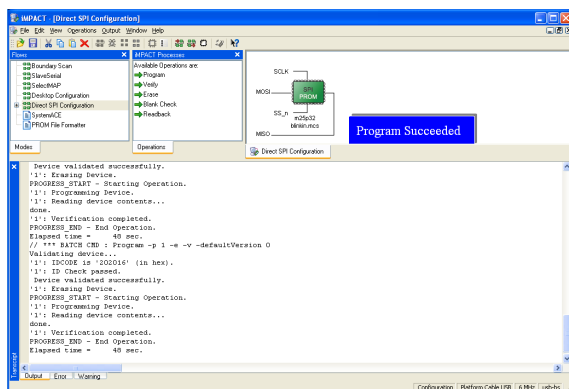 iMPACT - [Direct SPI Configuration]
File Edit View Operations Output Window Help
Flows
Boundary Scan
SlaveSerial
SelectMAP
Desktop Configuration
Direct SPI Configuration
SystemACE
PROM File Formatter
Modes
iMPACT Processes
Available Operations are:
Program
Verify
Erase
Blank Check
Readback
Operations
SCLK
MOSI
SPI
PROM
SS_n
m25p32
blinkin.mcs
MISO
Program Succeeded
Direct SPI Configuration
Device validated successfully.
'1': Erasing Device.
PROGRESS_START - Starting Operation.
'1': Programming Device.
'1': Reading device contents...
done.
'1': Verification completed.
PROGRESS_END - End Operation.
Elapsed time = 48 sec.
// *** BATCH CMD : Program -p 1 -e -v -defaultVersion 0
Validating device...
'1': IDCODE is '202016' (in hex).
'1': ID Check passed.
Device validated successfully.
'1': Erasing Device.
PROGRESS_START - Starting Operation.
'1': Programming Device.
'1': Reading device contents...
done.
'1': Verification completed.
PROGRESS_END - End Operation.
Elapsed time = 48 sec.
Transcript
Output Error Warning
Configuration Platform Cable USB 6 MHz usb-hs